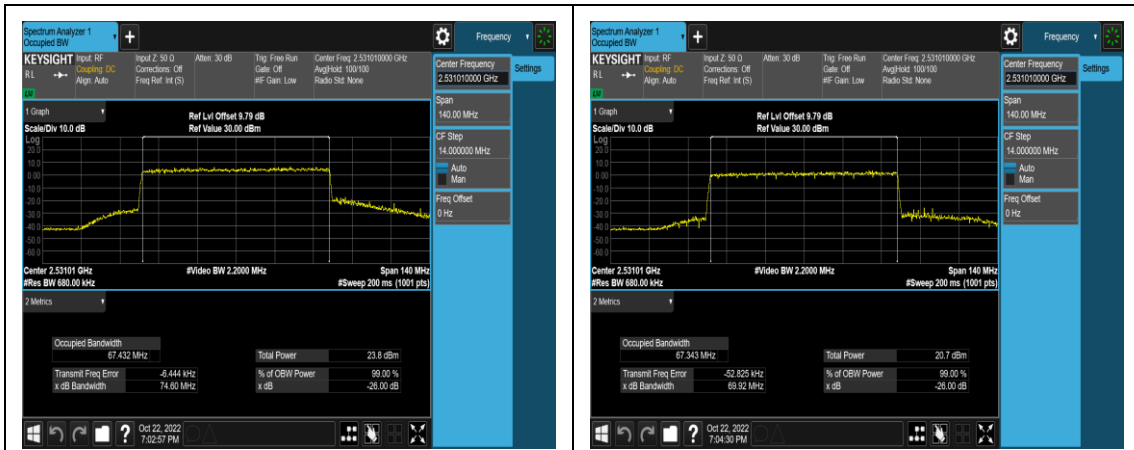 Spectrum Analyzer 1
Occupied BW
Frequency
KEYSIGHT Input: RF
R L
Coupling: DC
Align: Auto
Input Z: 50 Ω
Corrections: Off
Freq Ref: Int (S)
Atten: 30 dB
Trig: Free Run
Gate: Off
#IF Gain: Low
Center Freq: 2.531010000 GHz
Avg|Hold: 100/100
Radio Std: None
Center Frequency
2.531010000 GHz
Settings
Span
140.00 MHz
CF Step
14.000000 MHz
Auto
Man
Freq Offset
0 Hz
1 Graph
Scale/Div 10.0 dB
Ref Lvl Offset 9.79 dB
Ref Value 30.00 dBm
Log
20.0
10.0
0.00
-10.0
-20.0
-30.0
-40.0
-50.0
-60.0
Center 2.53101 GHz
#Res BW 680.00 kHz
#Video BW 2.2000 MHz
Span 140 MHz
#Sweep 200 ms (1001 pts)
2 Metrics
Occupied Bandwidth
67.432 MHz
Total Power 23.8 dBm
Transmit Freq Error -6.444 kHz
% of OBW Power 99.00 %
x dB Bandwidth 74.60 MHz
x dB -26.00 dB
Oct 22, 2022
7:02:57 PM
Spectrum Analyzer 1
Occupied BW
Frequency
KEYSIGHT Input: RF
R L
Coupling: DC
Align: Auto
Input Z: 50 Ω
Corrections: Off
Freq Ref: Int (S)
Atten: 30 dB
Trig: Free Run
Gate: Off
#IF Gain: Low
Center Freq: 2.531010000 GHz
Avg|Hold: 100/100
Radio Std: None
Center Frequency
2.531010000 GHz
Settings
Span
140.00 MHz
CF Step
14.000000 MHz
Auto
Man
Freq Offset
0 Hz
1 Graph
Scale/Div 10.0 dB
Ref Lvl Offset 9.79 dB
Ref Value 30.00 dBm
Log
20.0
10.0
0.00
-10.0
-20.0
-30.0
-40.0
-50.0
-60.0
Center 2.53101 GHz
#Res BW 680.00 kHz
#Video BW 2.2000 MHz
Span 140 MHz
#Sweep 200 ms (1001 pts)
2 Metrics
Occupied Bandwidth
67.343 MHz
Total Power 20.7 dBm
Transmit Freq Error -52.825 kHz
% of OBW Power 99.00 %
x dB Bandwidth 69.92 MHz
x dB -26.00 dB
Oct 22, 2022
7:04:30 PM